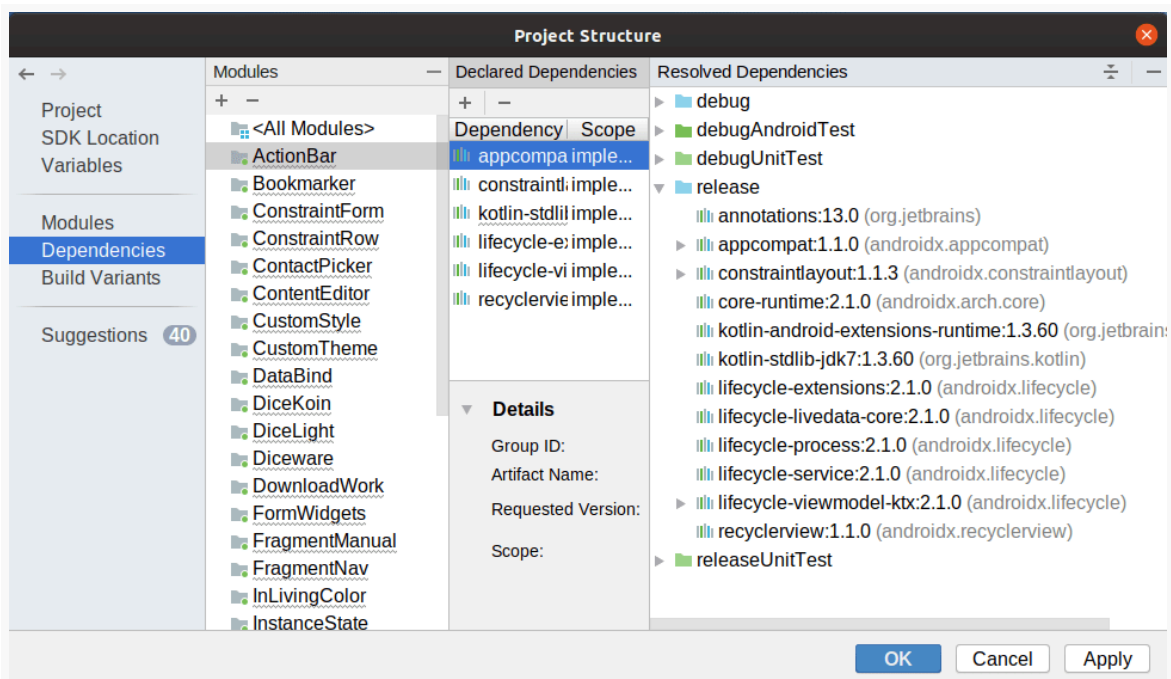 Project Structure
Project
SDK Location
Variables
Modules
Dependencies
Build Variants
Suggestions 40
Modules
<All Modules>
ActionBar
Bookmarker
ConstraintForm
ConstraintRow
ContactPicker
ContentEditor
CustomStyle
CustomTheme
DataBind
DiceKoin
DiceLight
Diceware
DownloadWork
FormWidgets
FragmentManual
FragmentNav
InLivingColor
InstanceState
Declared Dependencies
Dependency Scope
appcompa imple...
constraintl imple...
kotlin-stdlil imple...
lifecycle-e imple...
lifecycle-vi imple...
recyclervie imple...
Details
Group ID:
Artifact Name:
Requested Version:
Scope:
Resolved Dependencies
debug
debugAndroidTest
debugUnitTest
release
annotations:13.0 (org.jetbrains)
appcompat:1.1.0 (androidx.appcompat)
constraintlayout:1.1.3 (androidx.constraintlayout)
core-runtime:2.1.0 (androidx.arch.core)
kotlin-android-extensions-runtime:1.3.60 (org.jetbrains
kotlin-stdlib-jdk7:1.3.60 (org.jetbrains.kotlin)
lifecycle-extensions:2.1.0 (androidx.lifecycle)
lifecycle-livedata-core:2.1.0 (androidx.lifecycle)
lifecycle-process:2.1.0 (androidx.lifecycle)
lifecycle-service:2.1.0 (androidx.lifecycle)
lifecycle-viewmodel-ktx:2.1.0 (androidx.lifecycle)
recyclerview:1.1.0 (androidx.recyclerview)
releaseUnitTest
OK Cancel Apply